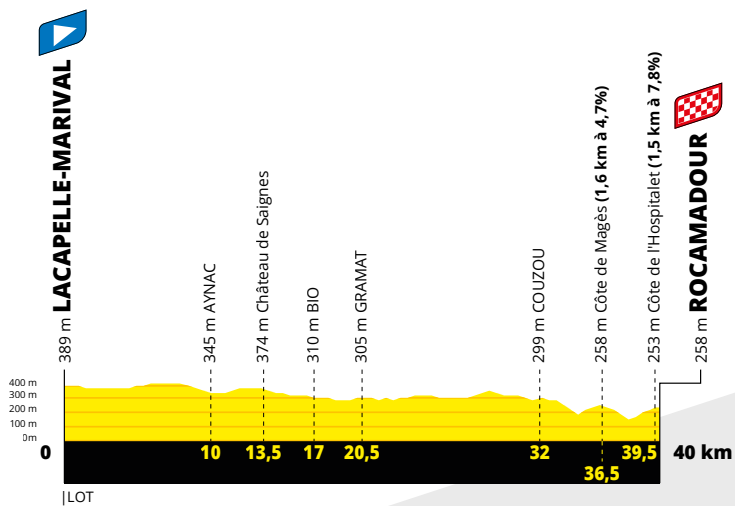 389 m LACAPELLE-MARIVAL
345 m AYNAC
374 m Château de Saignes
310 m BIO
305 m GRAMAT
299 m COUZOU
258 m Côte de Magès (1,6 km à 4,7%)
253 m Côte de l'Hospitalet (1,5 km à 7,8%)
258 m ROCAMADOUR
400 m
300 m
200 m
100 m
0m
0
10
13,5
17
20,5
32
36,5
39,5
40 km
|LOT